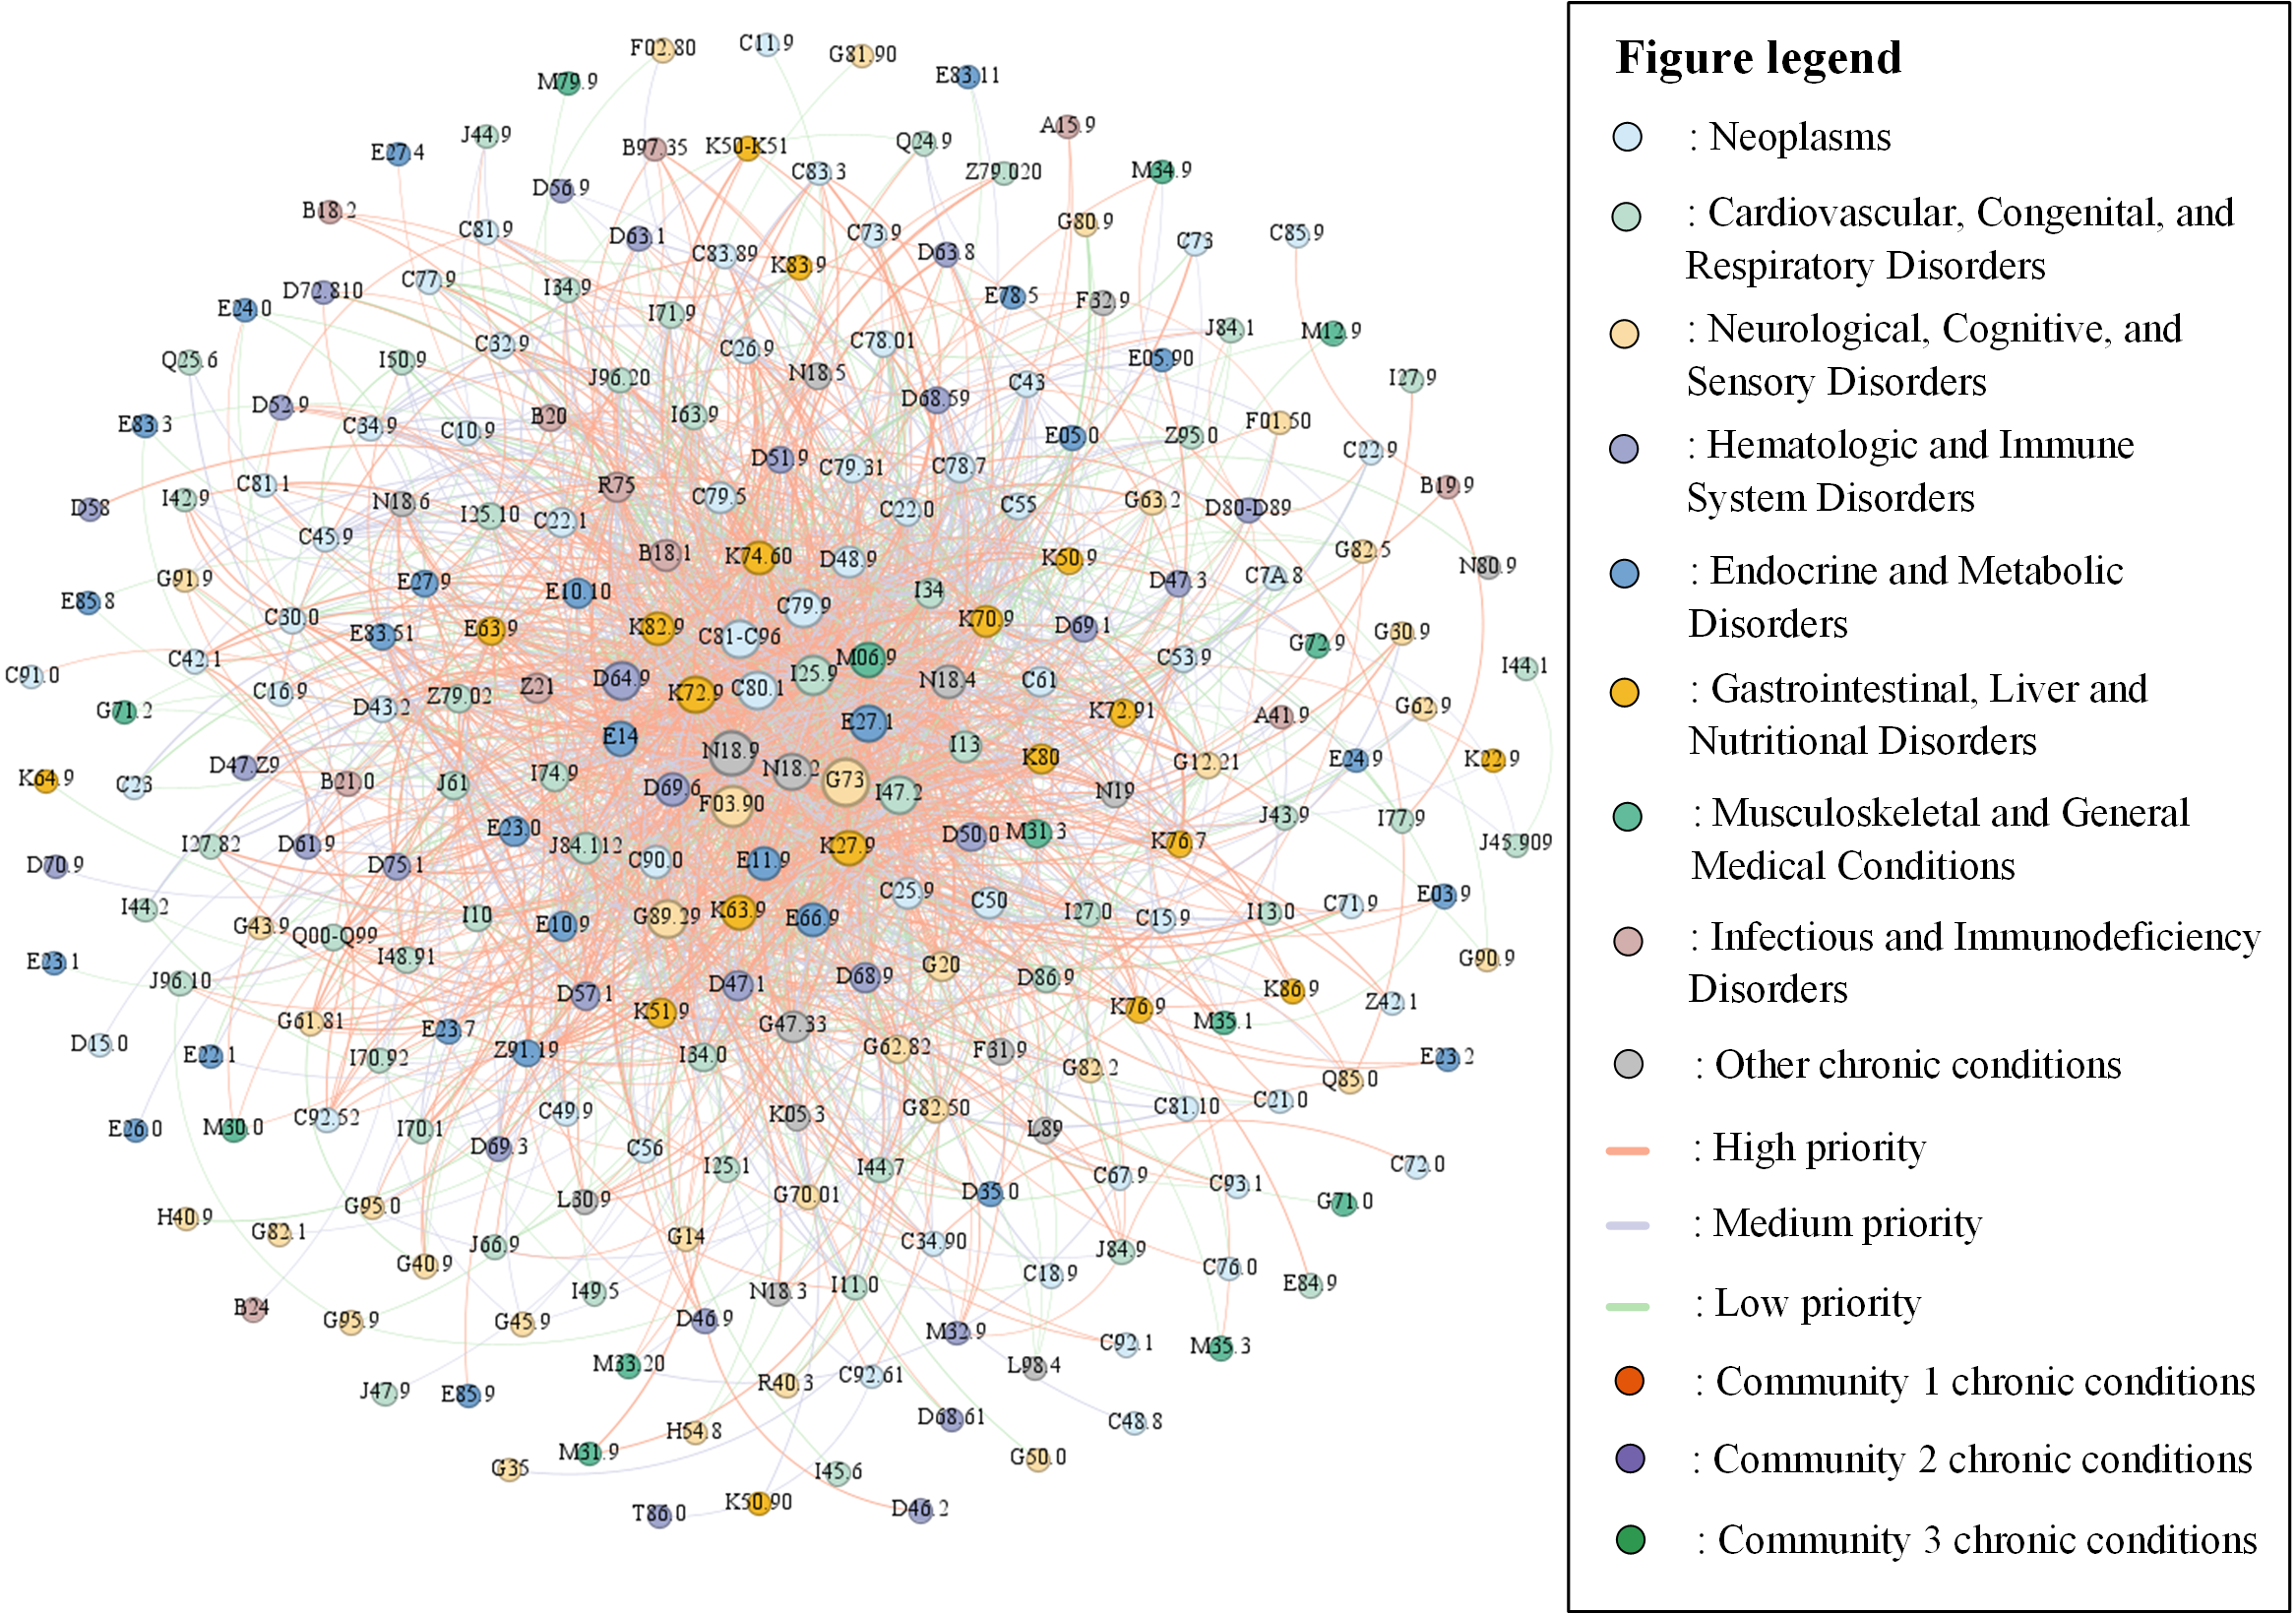 F02.80
C11.9
G81.90
E83.11
M79.9
A15.9
J44.9
E27.4
B97.35
K50-K51
Q24.9
C83.3
Z79.020
M34.9
D56.9
B18.2
C81.9
D63.1
C73.9
G80.9
C73
C85.9
C83.89
K83.9
D63.8
D72.810
C77.9
I34.9
E78.5
F32.9
E24.0
I71.9
J84.1
M12.9
Q25.6
I50.9
C32.9
C26.9
C78.01
E05.90
J96.20
N18.5
C43
I27.9
D52.9
B20
I63.9
D68.59
E83.3
C34.9
C10.9
E05.0
Z95.0
F01.50
C22.9
D51.9
C79.31
C78.7
C81.1
R75
B19.9
D58
I42.9
N18.6
I25.10
C22.1
C79.5
C22.0
C55
G63.2
D80-D89
C45.9
B18.1
K74.60
D48.9
K50.9
G82.5
N80.9
G91.9
E27.9
E10.10
I34
D47.3
C7A.8
E85.8
C30.0
E83.51
E63.9
K82.9
C79.9
C81-C96
K70.9
D69.1
G72.9
G30.9
C91.0
C42.1
M06.9
C53.9
I44.1
C16.9
Z79.02
Z21
D64.9
K72.9
C80.1
I25.9
N18.4
C61
G71.2
D43.2
K72.91
A41.9
G62.9
E14
E27.1
N18.9
I13
K80
G12.21
E24.9
K22.9
K64.9
C23
D47.Z9
B21.0
J61
I74.9
D69.6
N18.2
G73
I47.2
N19
F03.90
J43.9
I77.9
I27.82
D61.9
E23.0
J84.112
K27.9
D50.0
M31.3
K76.7
J45.909
D70.9
D75.1
C90.0
E11.9
C25.9
C50
C71.9
E03.9
I44.2
G43.9
Q00-Q99
I10
E10.9
G89.29
K63.9
E66.9
I27.0
C15.9
I13.0
E23.1
I48.91
G20
D86.9
G90.9
J96.10
D57.1
D47.1
D68.9
K76.9
K86.9
Z42.1
G61.81
K51.9
G47.33
M35.1
D15.0
E22.1
E23.7
I70.92
Z91.19
I34.0
G62.82
F31.9
G82.2
E23.2
Q85.0
E26.0
M30.0
C92.52
I70.1
C49.9
K05.3
G82.50
L89
C81.10
C21.0
D69.3
C56
I25.1
I44.7
C67.9
C93.1
C72.0
H40.9
G82.1
G95.0
L30.9
G70.01
D35.0
G71.0
J66.9
G14
C34.90
J84.9
G40.9
C18.9
C76.0
E84.9
B24
G95.9
G45.9
I49.5
N18.3
I11.0
D46.9
M32.9
C92.1
M35.3
J47.9
E85.9
M33.20
R40.3
C92.61
L98.4
D68.61
C48.8
H54.8
M31.9
G35
I45.6
G50.0
T86.0
K50.90
D46.2
Figure legend
: Neoplasms
: Cardiovascular, Congenital, and
Respiratory Disorders
: Neurological, Cognitive, and
Sensory Disorders
: Hematologic and Immune
System Disorders
: Endocrine and Metabolic
Disorders
: Gastrointestinal, Liver and
Nutritional Disorders
: Musculoskeletal and General
Medical Conditions
: Infectious and Immunodeficiency
Disorders
: Other chronic conditions
: High priority
: Medium priority
: Low priority
: Community 1 chronic conditions
: Community 2 chronic conditions
: Community 3 chronic conditions